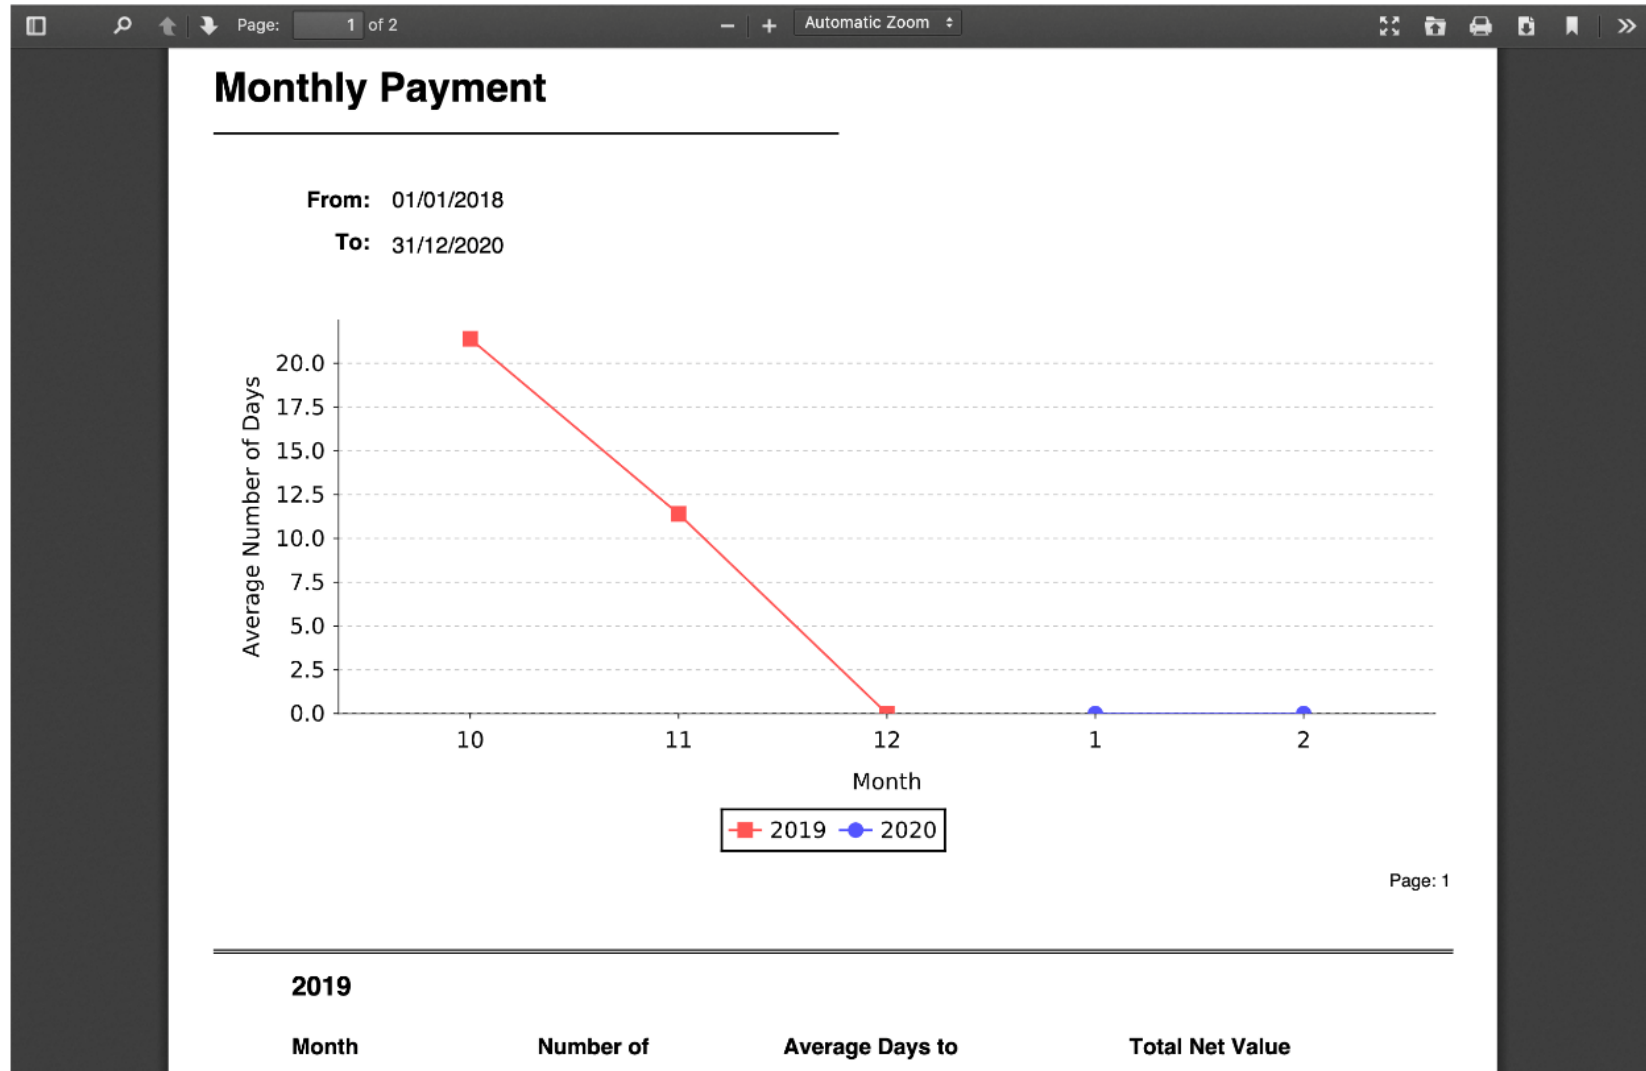 Page: 1 of 2 Automatic Zoom
Monthly Payment
From: 01/01/2018
To: 31/12/2020
Average Number of Days
20.0
17.5
15.0
12.5
10.0
7.5
5.0
2.5
0.0
10 11 12 1 2
Month
2019 2020
Page: 1
2019
Month Number of Average Days to Total Net Value